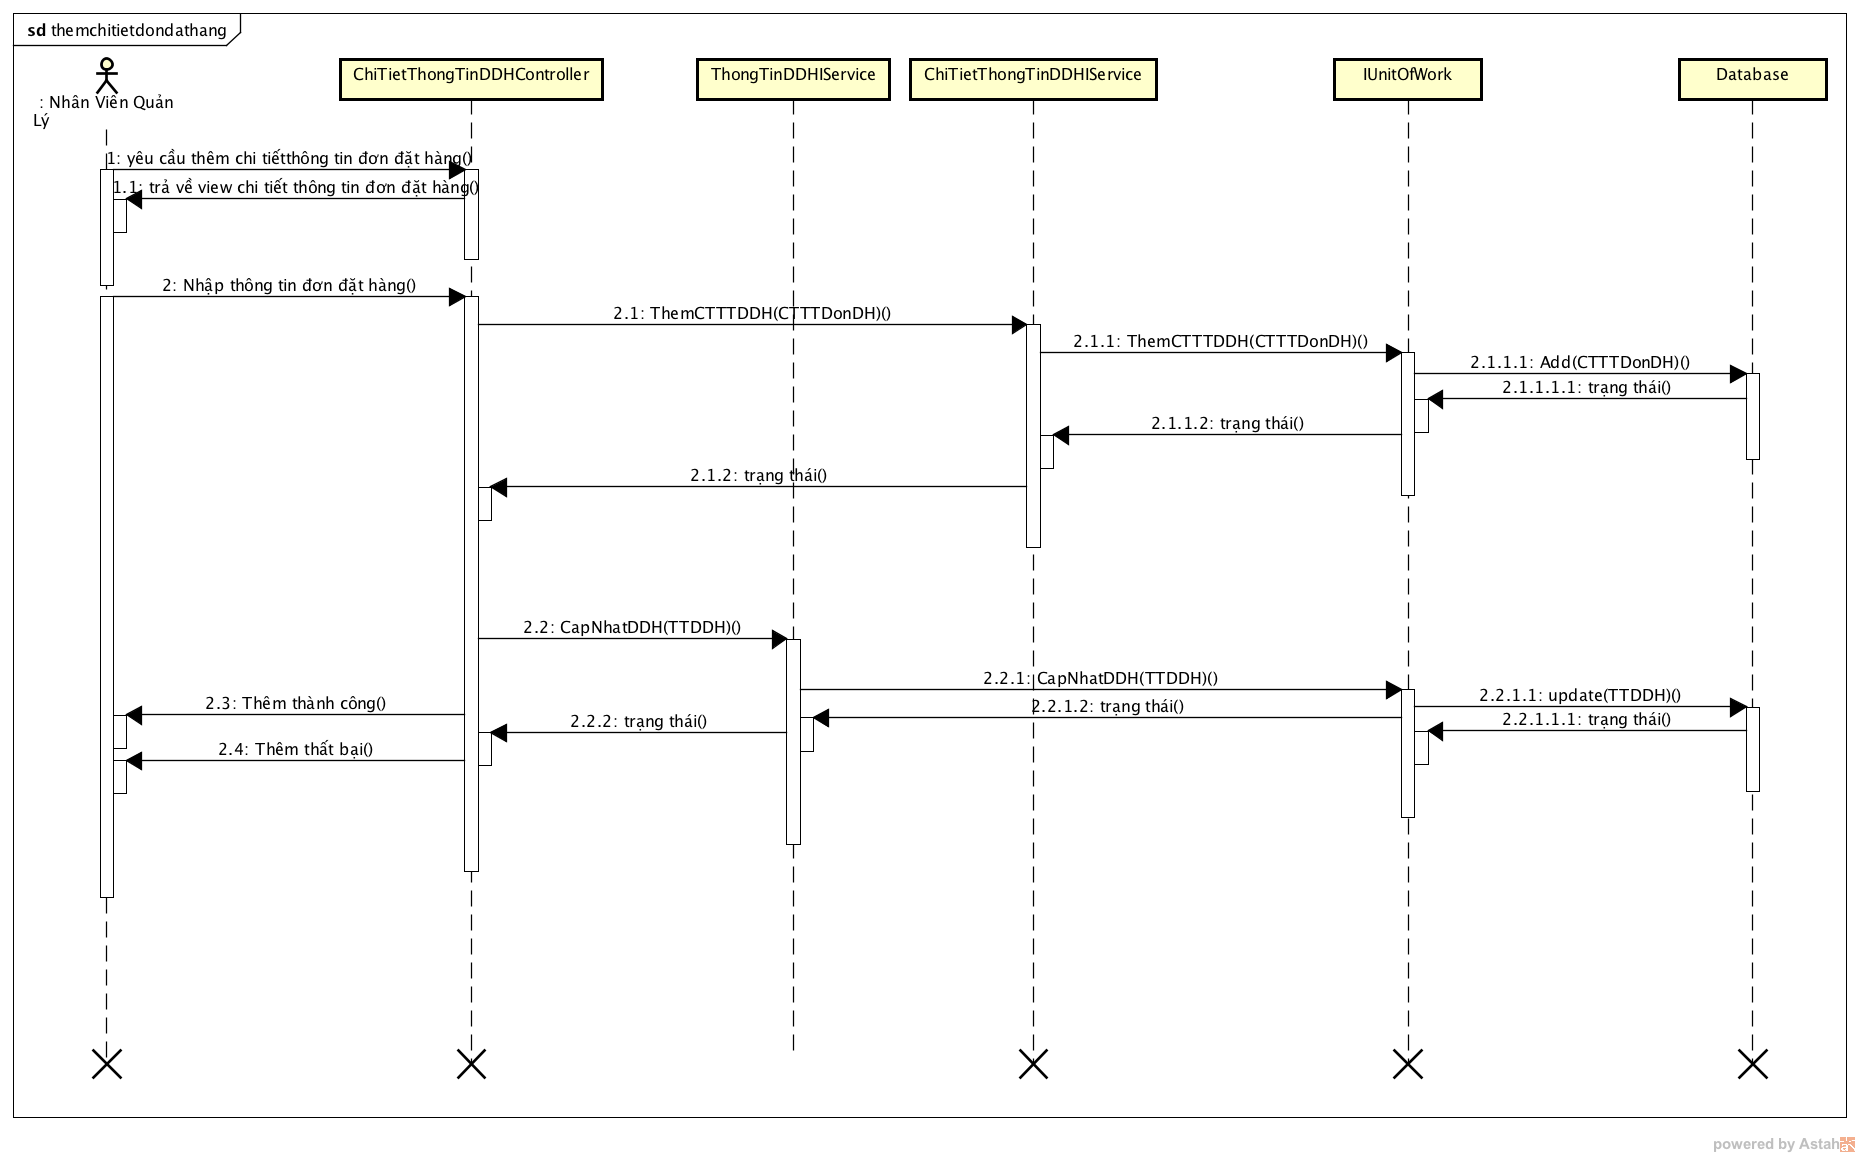 sd themchitietdondathang
: Nhân Viên Quản
Lý
ChiTietThongTinDDHController
ThongTinDDHIService
ChiTietThongTinDDHIService
IUnitOfWork
Database
1: yêu cầu thêm chi tiếtthông tin đơn đặt hàng()
1.1: trả về view chi tiết thông tin đơn đặt hàng()
2: Nhập thông tin đơn đặt hàng()
2.1: ThemCTTTDDH(CTTTDonDH)()
2.1.1: ThemCTTTDDH(CTTTDonDH)()
2.1.1.1: Add(CTTTDonDH)()
2.1.1.1.1: trạng thái()
2.1.1.2: trạng thái()
2.1.2: trạng thái()
2.2: CapNhatDDH(TTDDH)()
2.2.1: CapNhatDDH(TTDDH)()
2.2.1.1: update(TTDDH)()
2.3: Thêm thành công()
2.2.1.2: trạng thái()
2.2.2: trạng thái()
2.2.1.1.1: trạng thái()
2.4: Thêm thất bại()
powered by Astah